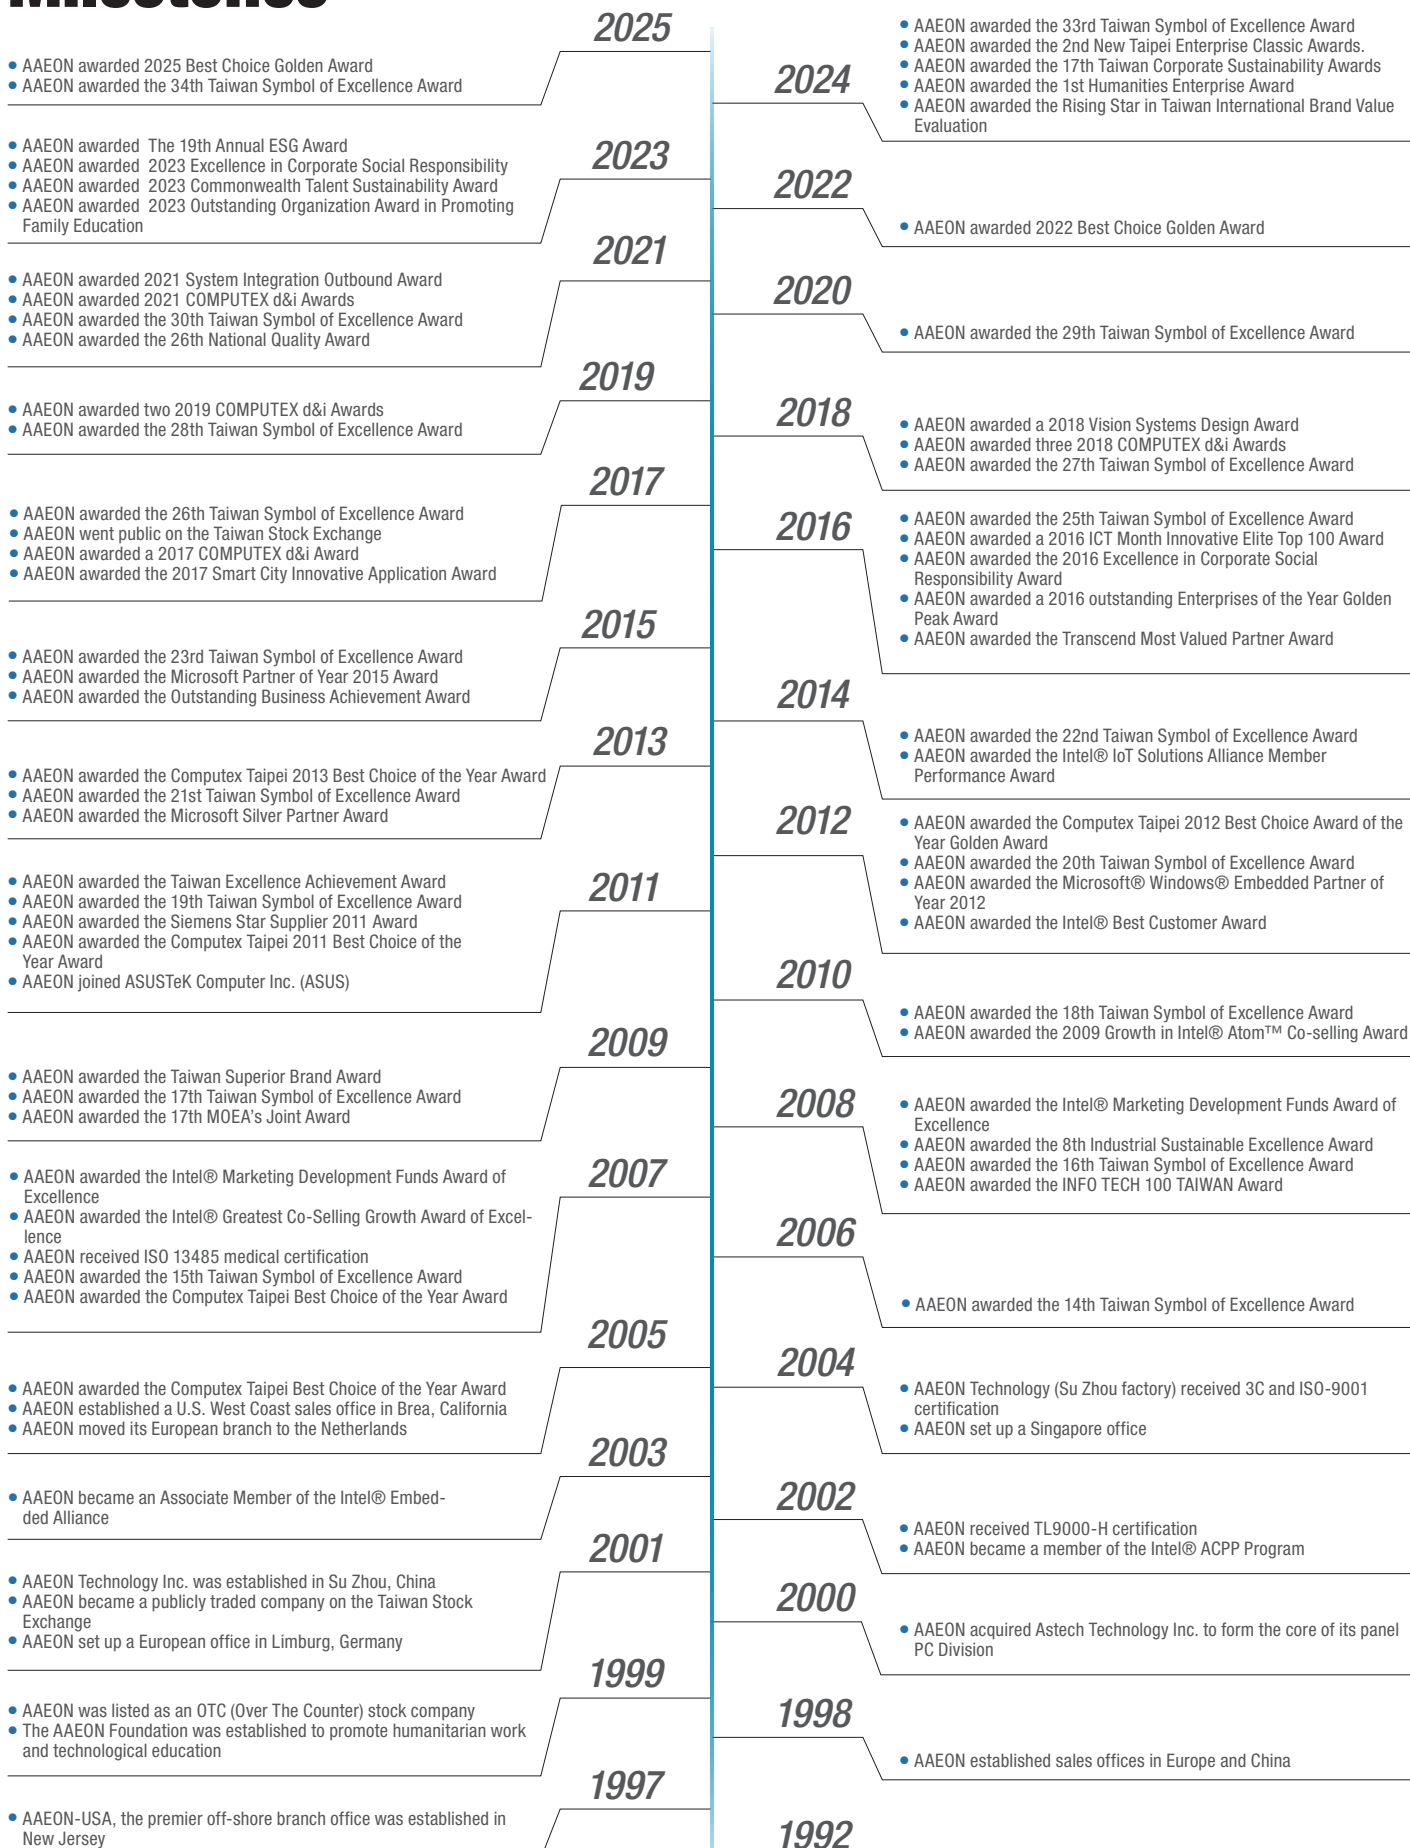 Milestones
2025
AAEON awarded 2025 Best Choice Golden Award
AAEON awarded the 34th Taiwan Symbol of Excellence Award
2024
AAEON awarded the 33rd Taiwan Symbol of Excellence Award
AAEON awarded the 2nd New Taipei Enterprise Classic Awards.
AAEON awarded the 17th Taiwan Corporate Sustainability Awards
AAEON awarded the 1st Humanities Enterprise Award
AAEON awarded the Rising Star in Taiwan International Brand Value
Evaluation
2023
AAEON awarded The 19th Annual ESG Award
AAEON awarded 2023 Excellence in Corporate Social Responsibility
AAEON awarded 2023 Commonwealth Talent Sustainability Award
AAEON awarded 2023 Outstanding Organization Award in Promoting
Family Education
2022
AAEON awarded 2022 Best Choice Golden Award
2021
AAEON awarded 2021 System Integration Outbound Award
AAEON awarded 2021 COMPUTEX d&i Awards
AAEON awarded the 30th Taiwan Symbol of Excellence Award
AAEON awarded the 26th National Quality Award
2020
AAEON awarded the 29th Taiwan Symbol of Excellence Award
2019
AAEON awarded two 2019 COMPUTEX d&i Awards
AAEON awarded the 28th Taiwan Symbol of Excellence Award
2018
AAEON awarded a 2018 Vision Systems Design Award
AAEON awarded three 2018 COMPUTEX d&i Awards
AAEON awarded the 27th Taiwan Symbol of Excellence Award
2017
AAEON awarded the 26th Taiwan Symbol of Excellence Award
AAEON went public on the Taiwan Stock Exchange
AAEON awarded a 2017 COMPUTEX d&i Award
AAEON awarded the 2017 Smart City Innovative Application Award
2016
AAEON awarded the 25th Taiwan Symbol of Excellence Award
AAEON awarded a 2016 ICT Month Innovative Elite Top 100 Award
AAEON awarded the 2016 Excellence in Corporate Social
Responsibility Award
AAEON awarded a 2016 outstanding Enterprises of the Year Golden
Peak Award
AAEON awarded the Transcend Most Valued Partner Award
2015
AAEON awarded the 23rd Taiwan Symbol of Excellence Award
AAEON awarded the Microsoft Partner of Year 2015 Award
AAEON awarded the Outstanding Business Achievement Award
2014
AAEON awarded the 22nd Taiwan Symbol of Excellence Award
AAEON awarded the Intel® IoT Solutions Alliance Member
Performance Award
2013
AAEON awarded the Computex Taipei 2013 Best Choice of the Year Award
AAEON awarded the 21st Taiwan Symbol of Excellence Award
AAEON awarded the Microsoft Silver Partner Award
2012
AAEON awarded the Computex Taipei 2012 Best Choice Award of the
Year Golden Award
AAEON awarded the 20th Taiwan Symbol of Excellence Award
AAEON awarded the Microsoft® Windows® Embedded Partner of
Year 2012
AAEON awarded the Intel® Best Customer Award
2011
AAEON awarded the Taiwan Excellence Achievement Award
AAEON awarded the 19th Taiwan Symbol of Excellence Award
AAEON awarded the Siemens Star Supplier 2011 Award
AAEON awarded the Computex Taipei 2011 Best Choice of the
Year Award
AAEON joined ASUSTeK Computer Inc. (ASUS)
2010
AAEON awarded the 18th Taiwan Symbol of Excellence Award
AAEON awarded the 2009 Growth in Intel® Atom™ Co-selling Award
2009
AAEON awarded the Taiwan Superior Brand Award
AAEON awarded the 17th Taiwan Symbol of Excellence Award
AAEON awarded the 17th MOEA's Joint Award
2008
AAEON awarded the Intel® Marketing Development Funds Award of
Excellence
AAEON awarded the 8th Industrial Sustainable Excellence Award
AAEON awarded the 16th Taiwan Symbol of Excellence Award
AAEON awarded the INFO TECH 100 TAIWAN Award
2007
AAEON awarded the Intel® Marketing Development Funds Award of
Excellence
AAEON awarded the Intel® Greatest Co-Selling Growth Award of Excel-
lence
AAEON received ISO 13485 medical certification
AAEON awarded the 15th Taiwan Symbol of Excellence Award
AAEON awarded the Computex Taipei Best Choice of the Year Award
2006
AAEON awarded the 14th Taiwan Symbol of Excellence Award
2005
AAEON awarded the Computex Taipei Best Choice of the Year Award
AAEON established a U.S. West Coast sales office in Brea, California
AAEON moved its European branch to the Netherlands
2004
AAEON Technology (Su Zhou factory) received 3C and ISO-9001
certification
AAEON set up a Singapore office
2003
AAEON became an Associate Member of the Intel® Embed-
ded Alliance
2002
AAEON received TL9000-H certification
AAEON became a member of the Intel® ACPP Program
2001
AAEON Technology Inc. was established in Su Zhou, China
AAEON became a publicly traded company on the Taiwan Stock
Exchange
AAEON set up a European office in Limburg, Germany
2000
AAEON acquired Astech Technology Inc. to form the core of its panel
PC Division
1999
AAEON was listed as an OTC (Over The Counter) stock company
The AAEON Foundation was established to promote humanitarian work
and technological education
1998
AAEON established sales offices in Europe and China
1997
AAEON-USA, the premier off-shore branch office was established in
New Jersey
1992